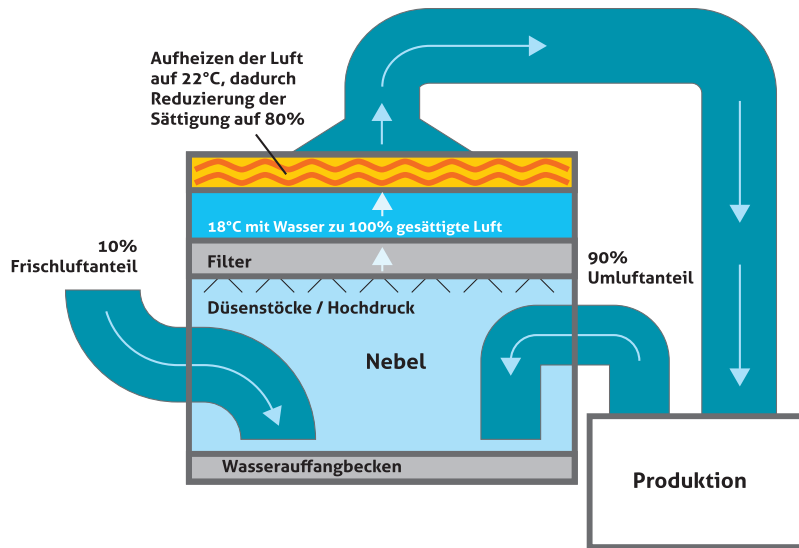 Aufheizen der Luft
auf 22°C, dadurch
Reduzierung der
Sättigung auf 80%
18°C mit Wasser zu 100% gesättigte Luft
10%
Frischluftanteil
Filter
90%
Umluftanteil
Düsenstöcke / Hochdruck
Nebel
Wasserauffangbecken
Produktion